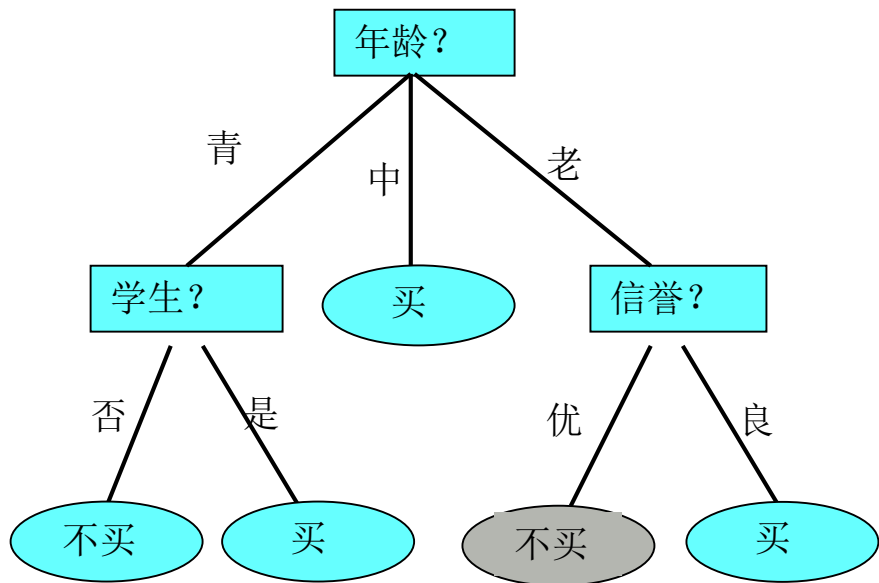 年龄？
青
中
老
学生？
买
信誉？
否
是
优
良
不买
买
不买
买